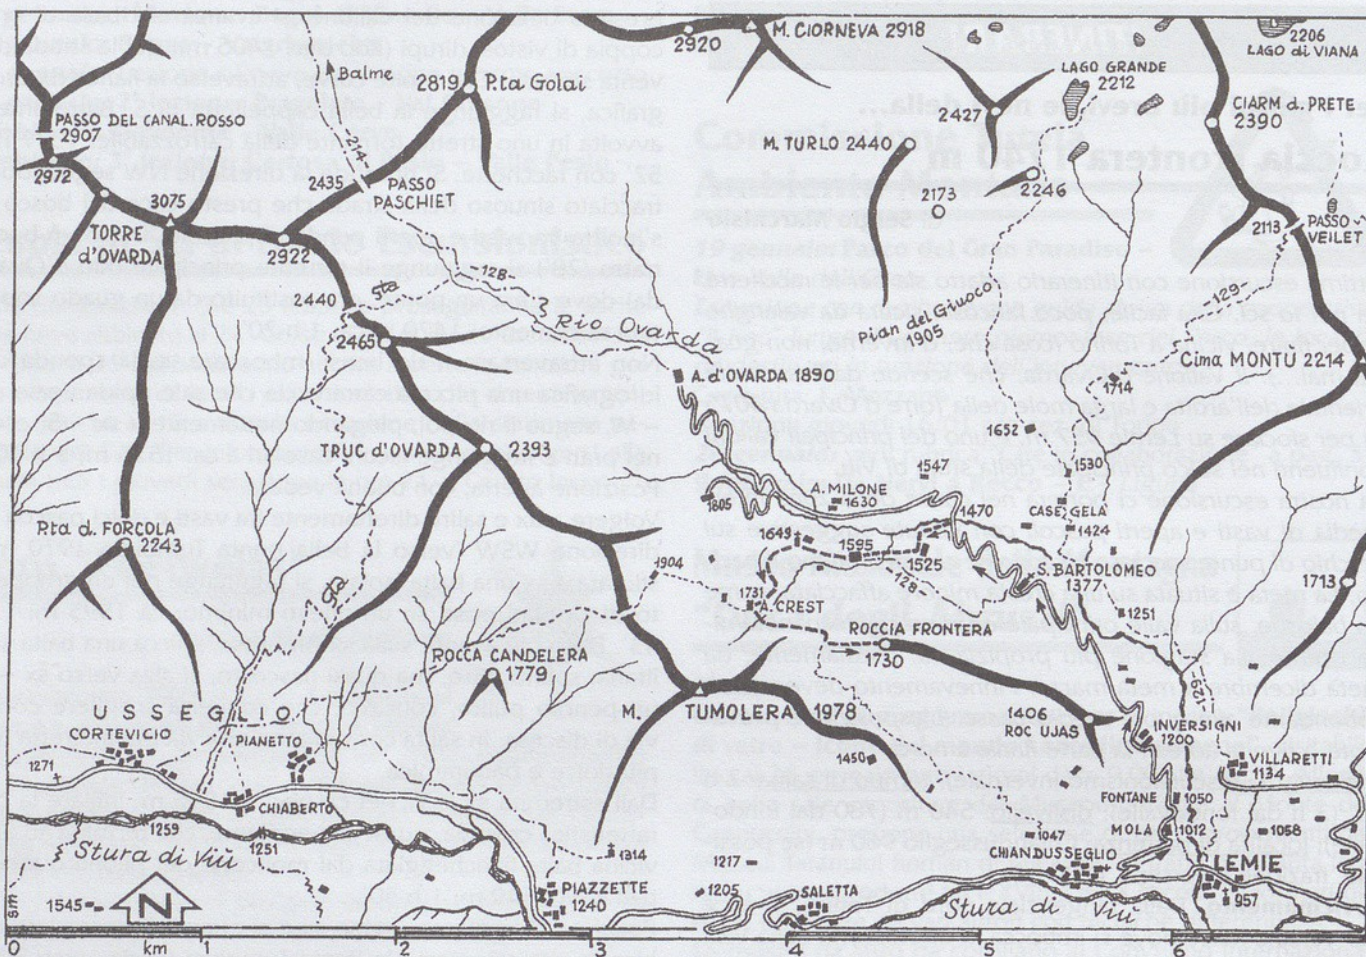 2920
M. CIORNEVA 2918
2206
LAGO di VIANA
Balme
2819
P.ta Golai
LAGO GRANDE
2212
PASSO DEL CANAL ROSSO
2907
2427
CIARM d. PRETE
2390
M. TURLO 2440
214
2972
2435
PASSO
PASCHIET
2173
2246
3075
TORRE
d'OVARDA
2922
2113
PASSO
VEILET
128
2440
Rio Ovarda
Pian del Giuoch
1905
129
2465
Cima MONTÙ 2214
1714
A. d'OVARDA 1890
1652
TRUC d'OVARDA
2393
1547
1530
A. MILONE
1630
1805
1470
CASE GELA
1424
P.ta d. FORCOLA
2243
1649
1595
1525
1904
S. BARTOLOMEO
1377
1713
1731
A. CREST
128
1251
ROCCIA FRONTERA
1730
ROCCA CANDELERA
1779
M. TUMOLERA 1978
1406
ROC UJAS
INVERSIGNI
1200
USSEGLIO
CORTEVICIO
PIANETTO
1450
VILLARETTI
1134
1271
CHIABERTO
FONTANE
1050
1259
1251
MOLA
1012
1058
1047
Stura di Viù
1314
1217
CHIAMBUSSEGLIO
LEMIE
PIAZZETTE
1240
1205
SALETTA
Stura di Viù
957
1545
N
sm
0 km 1 2 3 4 5 6